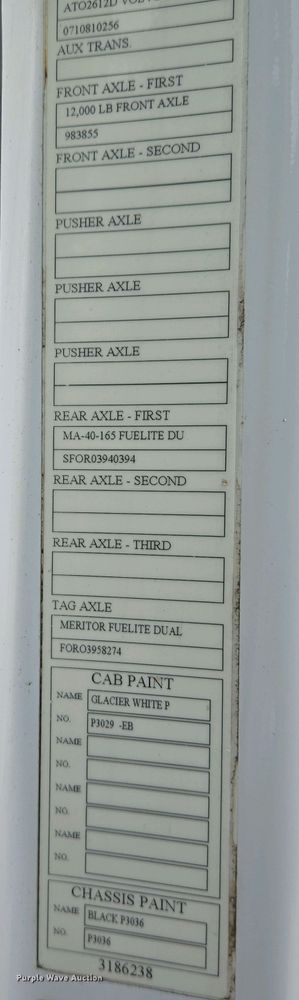 ATO2612D
0710810256
AUX TRANS.
FRONT AXLE - FIRST
12,000 LB FRONT AXLE
983855
FRONT AXLE - SECOND
PUSHER AXLE
PUSHER AXLE
PUSHER AXLE
REAR AXLE - FIRST
MA-40-165 FUELITE DU
SFOR03940394
REAR AXLE - SECOND
REAR AXLE - THIRD
TAG AXLE
MERITOR FUELITE DUAL
FORO3958274
CAB PAINT
NAME GLACIER WHITE P
NO. P3029 -EB
NAME
NO.
NAME
NO.
NAME
NO.
CHASSIS PAINT
NAME BLACK P3036
NO. P3036
3186238
Purple Wave Auction